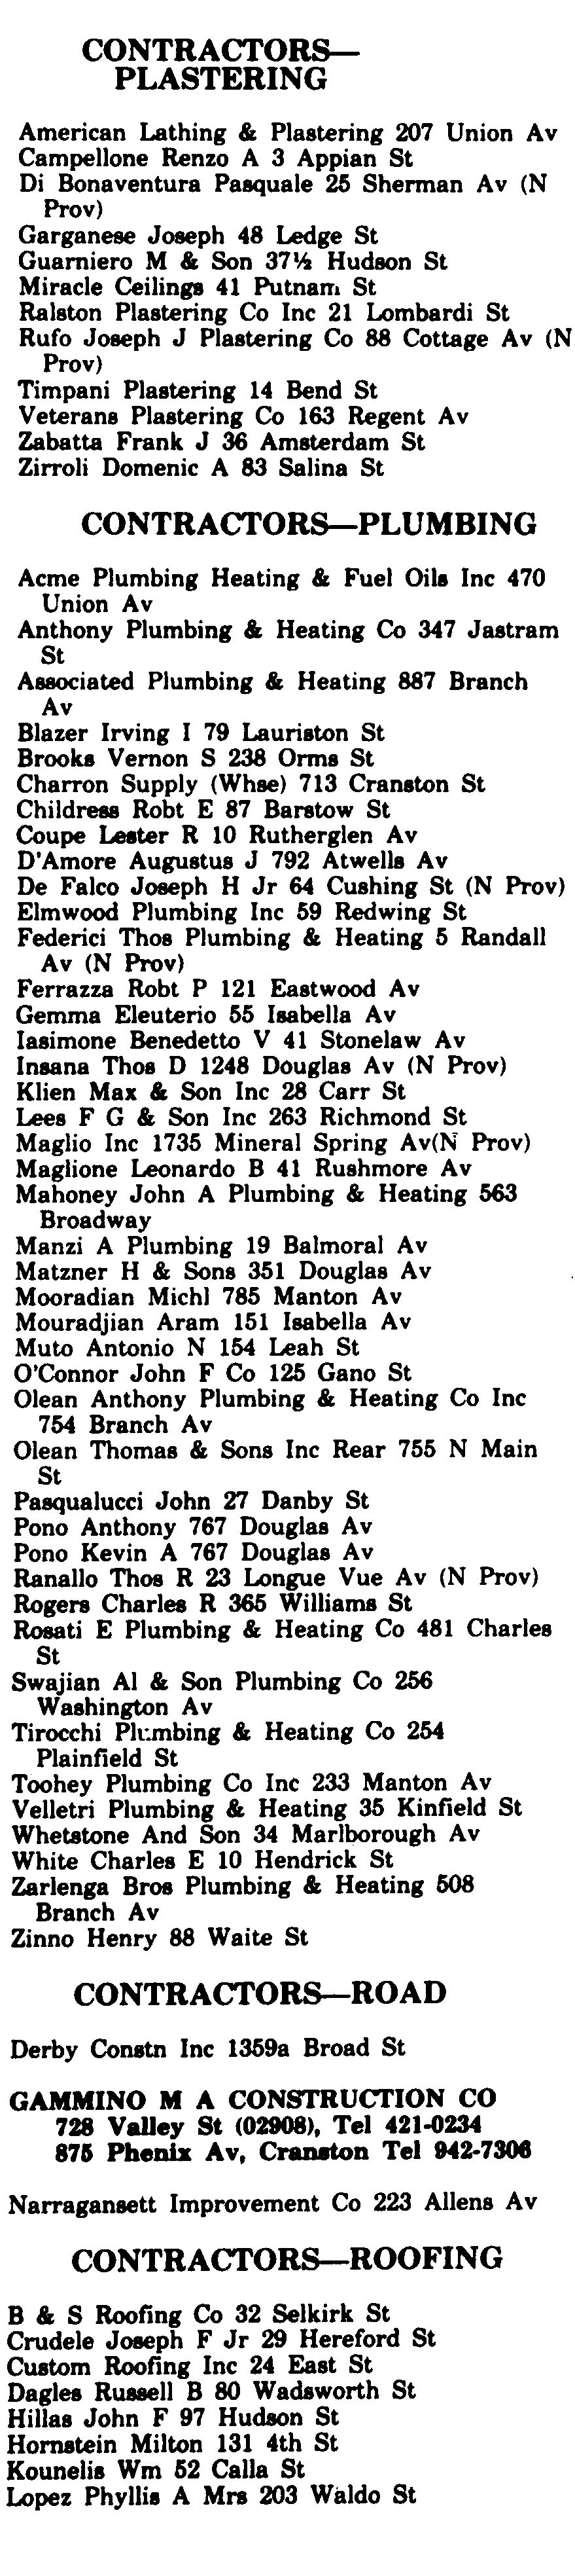 CONTRACTORS—
PLASTERING
American Lathing & Plastering 207 Union Av
Campellone Renzo A 3 Appian St
Di Bonaventura Pasquale 25 Sherman Av (N
Prov)
Garganese Joseph 48 Ledge St
Guarniero M & Son 37½ Hudson St
Miracle Ceilings 41 Putnam St
Ralston Plastering Co Inc 21 Lombardi St
Rufo Joseph J Plastering Co 88 Cottage Av (N
Prov)
Timpani Plastering 14 Bend St
Veterans Plastering Co 163 Regent Av
Zabatta Frank J 36 Amsterdam St
Zirroli Domenic A 83 Salina St
CONTRACTORS—PLUMBING
Acme Plumbing Heating & Fuel Oils Inc 470
Union Av
Anthony Plumbing & Heating Co 347 Jastram
St
Associated Plumbing & Heating 887 Branch
Av
Blazer Irving I 79 Lauriston St
Brooks Vernon S 238 Orms St
Charron Supply (Whse) 713 Cranston St
Childress Robt E 87 Barstow St
Coupe Lester R 10 Rutherglen Av
D'Amore Augustus J 792 Atwells Av
De Falco Joseph H Jr 64 Cushing St (N Prov)
Elmwood Plumbing Inc 59 Redwing St
Federici Thos Plumbing & Heating 5 Randall
Av (N Prov)
Ferrazza Robt P 121 Eastwood Av
Gemma Eleuterio 55 Isabella Av
Iasimone Benedetto V 41 Stonelaw Av
Insana Thos D 1248 Douglas Av (N Prov)
Klien Max & Son Inc 28 Carr St
Lees F G & Son Inc 263 Richmond St
Maglio Inc 1735 Mineral Spring Av(N Prov)
Maglione Leonardo B 41 Rushmore Av
Mahoney John A Plumbing & Heating 563
Broadway
Manzi A Plumbing 19 Balmoral Av
Matzner H & Sons 351 Douglas Av
Mooradian Michl 785 Manton Av
Mouradjian Aram 151 Isabella Av
Muto Antonio N 154 Leah St
O'Connor John F Co 125 Gano St
Olean Anthony Plumbing & Heating Co Inc
754 Branch Av
Olean Thomas & Sons Inc Rear 755 N Main
St
Pasqualucci John 27 Danby St
Pono Anthony 767 Douglas Av
Pono Kevin A 767 Douglas Av
Ranallo Thos R 23 Longue Vue Av (N Prov)
Rogers Charles R 365 Williams St
Rosati E Plumbing & Heating Co 481 Charles
St
Swajian Al & Son Plumbing Co 256
Washington Av
Tirocchi Plumbing & Heating Co 254
Plainfield St
Toohey Plumbing Co Inc 233 Manton Av
Velletri Plumbing & Heating 35 Kinfield St
Whetstone And Son 34 Marlborough Av
White Charles E 10 Hendrick St
Zarlenga Bros Plumbing & Heating 508
Branch Av
Zinno Henry 88 Waite St
CONTRACTORS—ROAD
Derby Constn Inc 1359a Broad St
GAMMINO M A CONSTRUCTION CO
728 Valley St (02908), Tel 421-0234
875 Phenix Av, Cranston Tel 942-7306
Narragansett Improvement Co 223 Allens Av
CONTRACTORS—ROOFING
B & S Roofing Co 32 Selkirk St
Crudele Joseph F Jr 29 Hereford St
Custom Roofing Inc 24 East St
Dagles Russell B 80 Wadsworth St
Hillas John F 97 Hudson St
Hornstein Milton 131 4th St
Kounelis Wm 52 Calla St
Lopez Phyllis A Mrs 203 Waldo St